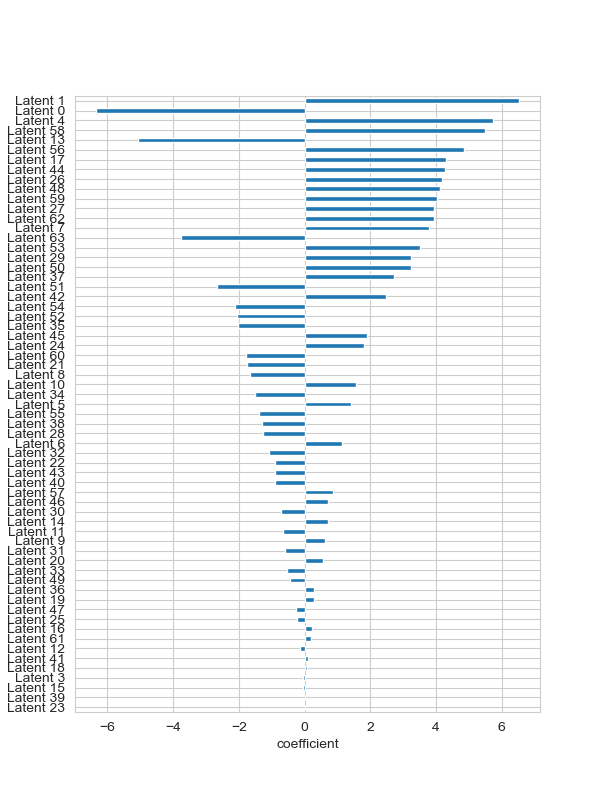 Latent 1
Latent 0
Latent 4
Latent 58
Latent 13
Latent 56
Latent 17
Latent 44
Latent 26
Latent 48
Latent 59
Latent 27
Latent 62
Latent 7
Latent 63
Latent 53
Latent 29
Latent 50
Latent 37
Latent 51
Latent 42
Latent 54
Latent 52
Latent 35
Latent 45
Latent 24
Latent 60
Latent 21
Latent 8
Latent 10
Latent 34
Latent 5
Latent 55
Latent 38
Latent 28
Latent 6
Latent 32
Latent 22
Latent 43
Latent 40
Latent 57
Latent 46
Latent 30
Latent 14
Latent 11
Latent 9
Latent 31
Latent 20
Latent 33
Latent 49
Latent 36
Latent 19
Latent 47
Latent 25
Latent 16
Latent 61
Latent 12
Latent 41
Latent 18
Latent 3
Latent 15
Latent 39
Latent 23
−6 −4 −2 0 2 4 6
coefficient